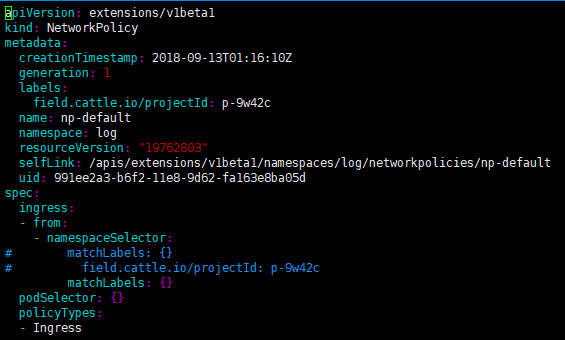 apiVersion: extensions/v1beta1
kind: NetworkPolicy
metadata:
  creationTimestamp: 2018-09-13T01:16:10Z
  generation: 1
  labels:
    field.cattle.io/projectId: p-9w42c
  name: np-default
  namespace: log
  resourceVersion: "19762803"
  selfLink: /apis/extensions/v1beta1/namespaces/log/networkpolicies/np-default
  uid: 991ee2a3-b6f2-11e8-9d62-fa163e8ba05d
spec:
  ingress:
  - from:
    - namespaceSelector:
#        matchLabels: {}
#          field.cattle.io/projectId: p-9w42c
         matchLabels: {}
  podSelector: {}
  policyTypes:
  - Ingress